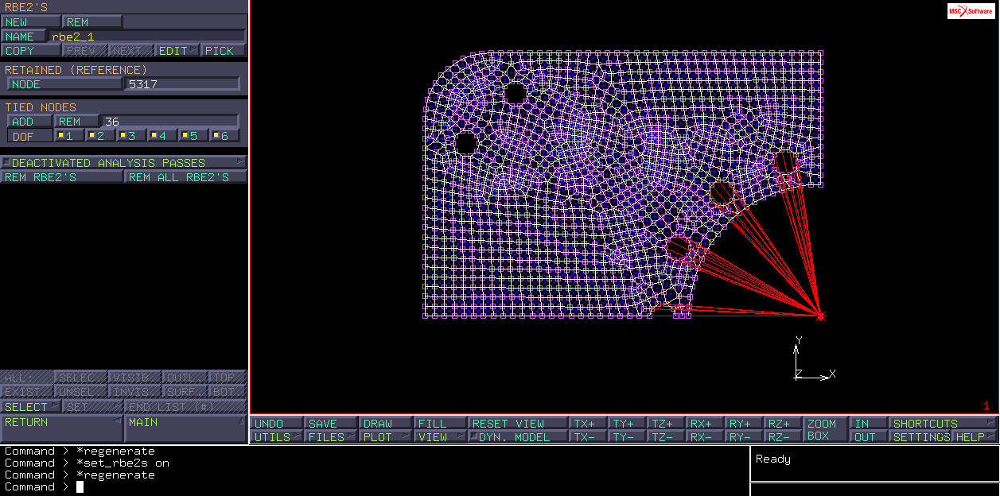 RBE2'S
NEW REM
NAME rbe2_1
COPY PREV NEXT EDIT PICK
RETAINED (REFERENCE)
NODE 5317
TIED NODES
ADD REM 36
DOF 1 2 3 4 5 6
DEACTIVATED ANALYSIS PASSES
REM RBE2'S REM ALL RBE2'S
ALL: SELEC. VISIB. OUTL. TOP
EXIST. UNSEL. INVIS. SURF. BOT
SELECT SET END LIST (#)
RETURN MAIN
MSC Software
Y
Z X
1
UNDO SAVE DRAW FILL RESET VIEW TX+ TY+ TZ+ RX+ RY+ RZ+ ZOOM IN SHORTCUTS
UTILS FILES PLOT VIEW DYN. MODEL TX- TY- TZ- RX- RY- RZ- BOX OUT SETTINGS HELP
Command > *regenerate
Command > *set_rbe2s on
Command > *regenerate
Command >
Ready